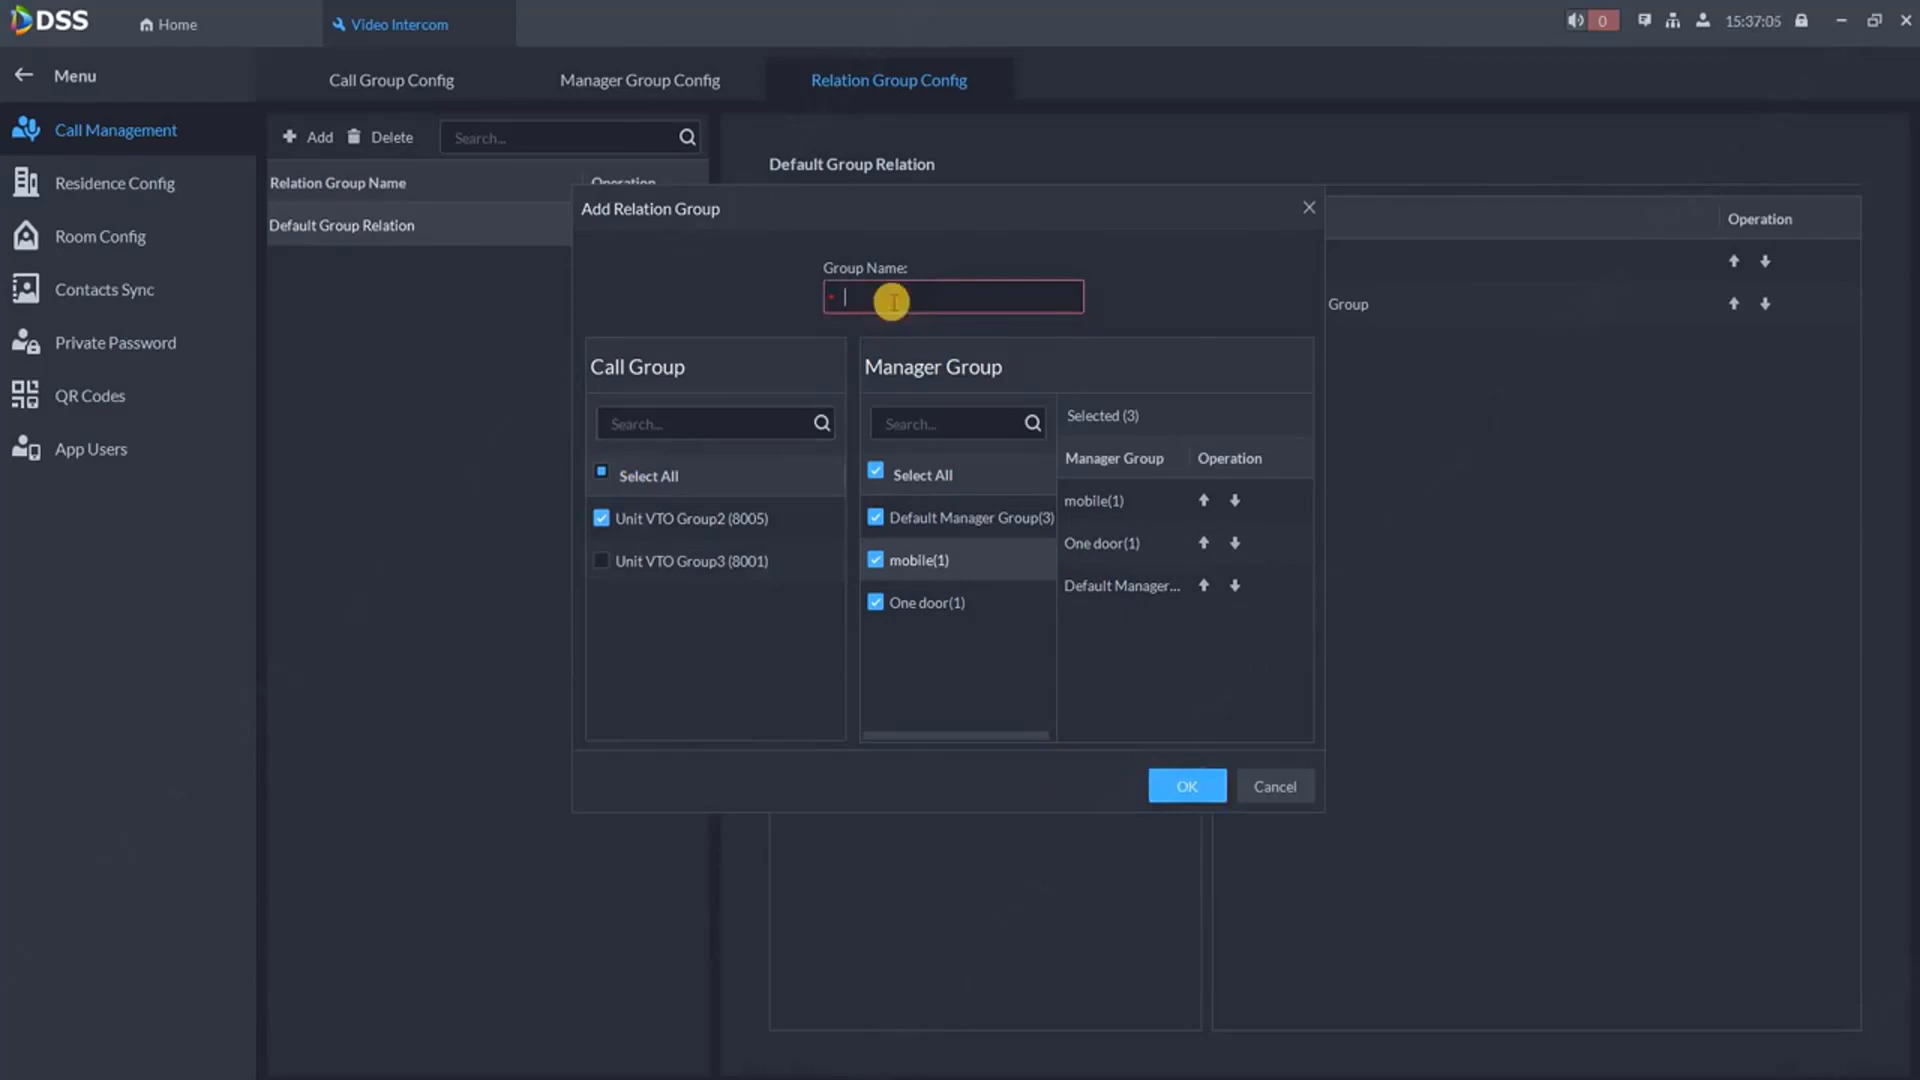 DSS
Home
Video Intercom
0
15:37:05
Menu
Call Group Config
Manager Group Config
Relation Group Config
Call Management
Residence Config
Room Config
Contacts Sync
Private Password
QR Codes
App Users
Add
Delete
Search...
Relation Group Name
Operation
Default Group Relation
Default Group Relation
Operation
Group
Add Relation Group
Group Name:
*
Call Group
Search...
Select All
Unit VTO Group2 (8005)
Unit VTO Group3 (8001)
Manager Group
Search...
Select All
Default Manager Group(3)
mobile(1)
One door(1)
Selected (3)
Manager Group
Operation
mobile(1)
One door(1)
Default Manager...
OK
Cancel